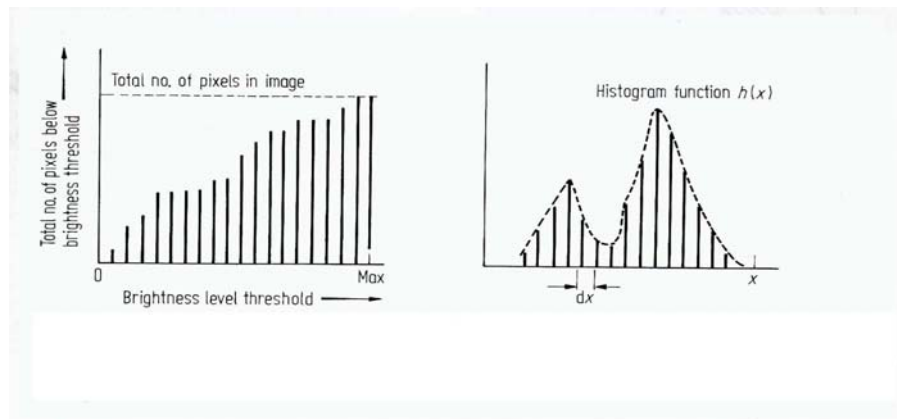 Total no. of pixels in image
Total no. of pixels below
brightness threshold
0
Max
Brightness level threshold
Histogram function h(x)
dx
x